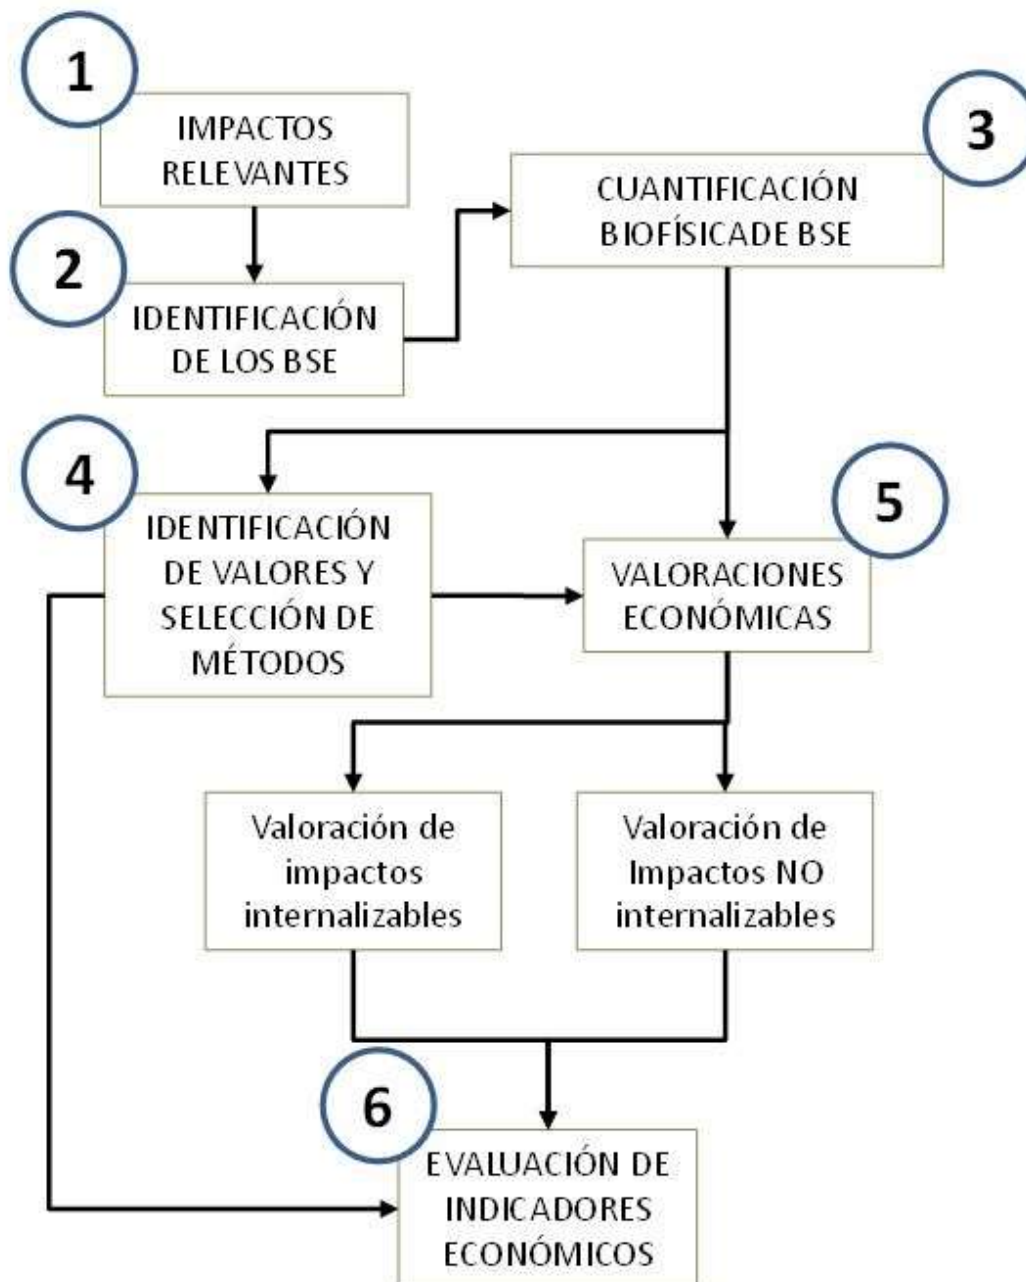 1
IMPACTOS
RELEVANTES
2
IDENTIFICACIÓN
DE LOS BSE
3
CUANTIFICACIÓN
BIOFÍSICADE BSE
4
IDENTIFICACIÓN
DE VALORES Y
SELECCIÓN DE
MÉTODOS
5
VALORACIONES
ECONÓMICAS
Valoración de
impactos
internalizables
Valoración de
Impactos NO
internalizables
6
EVALUACIÓN DE
INDICADORES
ECONÓMICOS